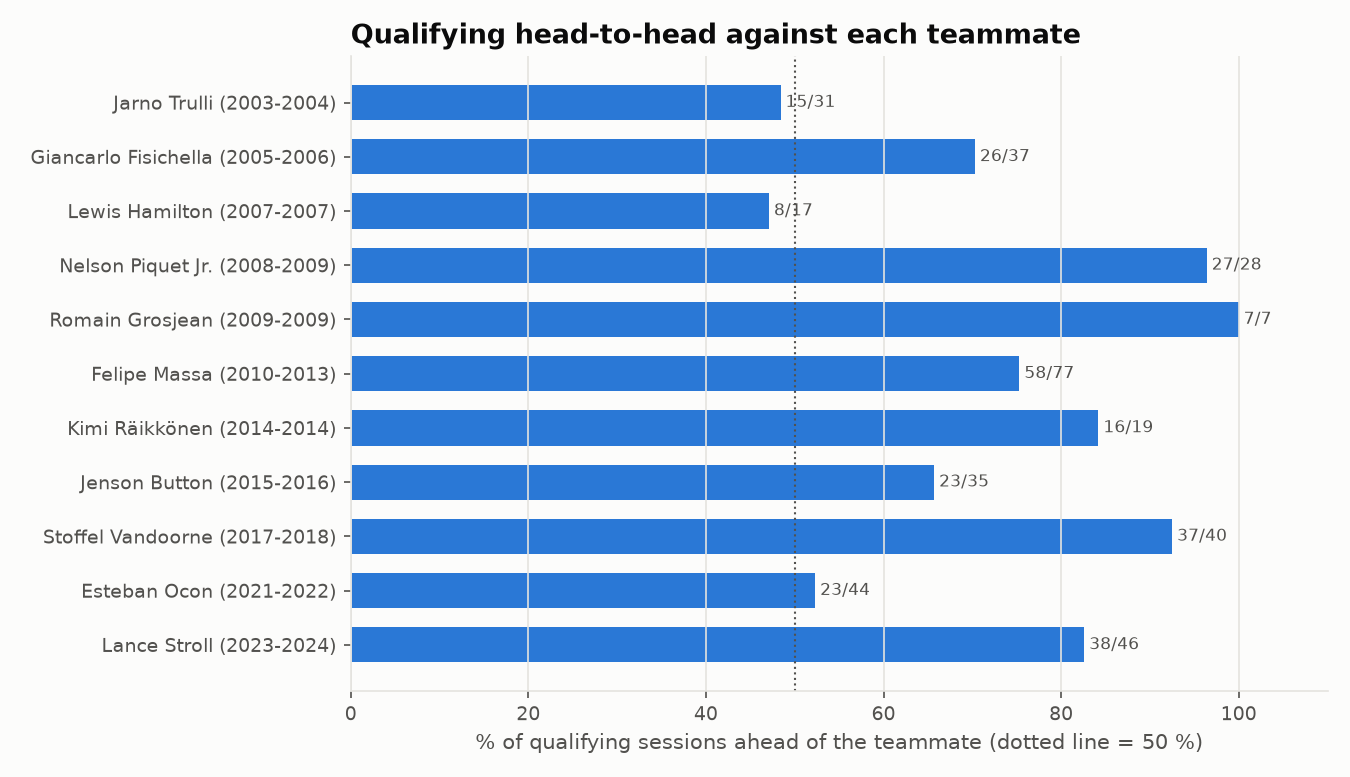 Qualifying head-to-head against each teammate
Jarno Trulli (2003-2004) 15/31
Giancarlo Fisichella (2005-2006) 26/37
Lewis Hamilton (2007-2007) 8/17
Nelson Piquet Jr. (2008-2009) 27/28
Romain Grosjean (2009-2009) 7/7
Felipe Massa (2010-2013) 58/77
Kimi Räikkönen (2014-2014) 16/19
Jenson Button (2015-2016) 23/35
Stoffel Vandoorne (2017-2018) 37/40
Esteban Ocon (2021-2022) 23/44
Lance Stroll (2023-2024) 38/46
0 20 40 60 80 100
% of qualifying sessions ahead of the teammate (dotted line = 50 %)